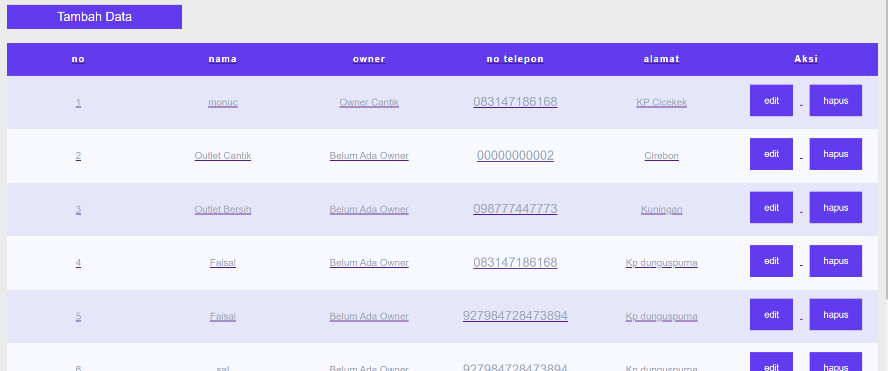 Tambah Data
no nama owner no telepon alamat Aksi
1 monuc Owner Cantik 083147186168 KP Cicekek edit - hapus
2 Outlet Cantik Belum Ada Owner 00000000002 Cirebon edit - hapus
3 Outlet Bersih Belum Ada Owner 098777447773 Kuningan edit - hapus
4 Faisal Belum Ada Owner 083147186168 Kp dunguspurna edit - hapus
5 Faisal Belum Ada Owner 927984728473894 Kp dunguspurna edit - hapus
6 sal Belum Ada Owner 927984728473894 Kp dunguspurna edit - hapus